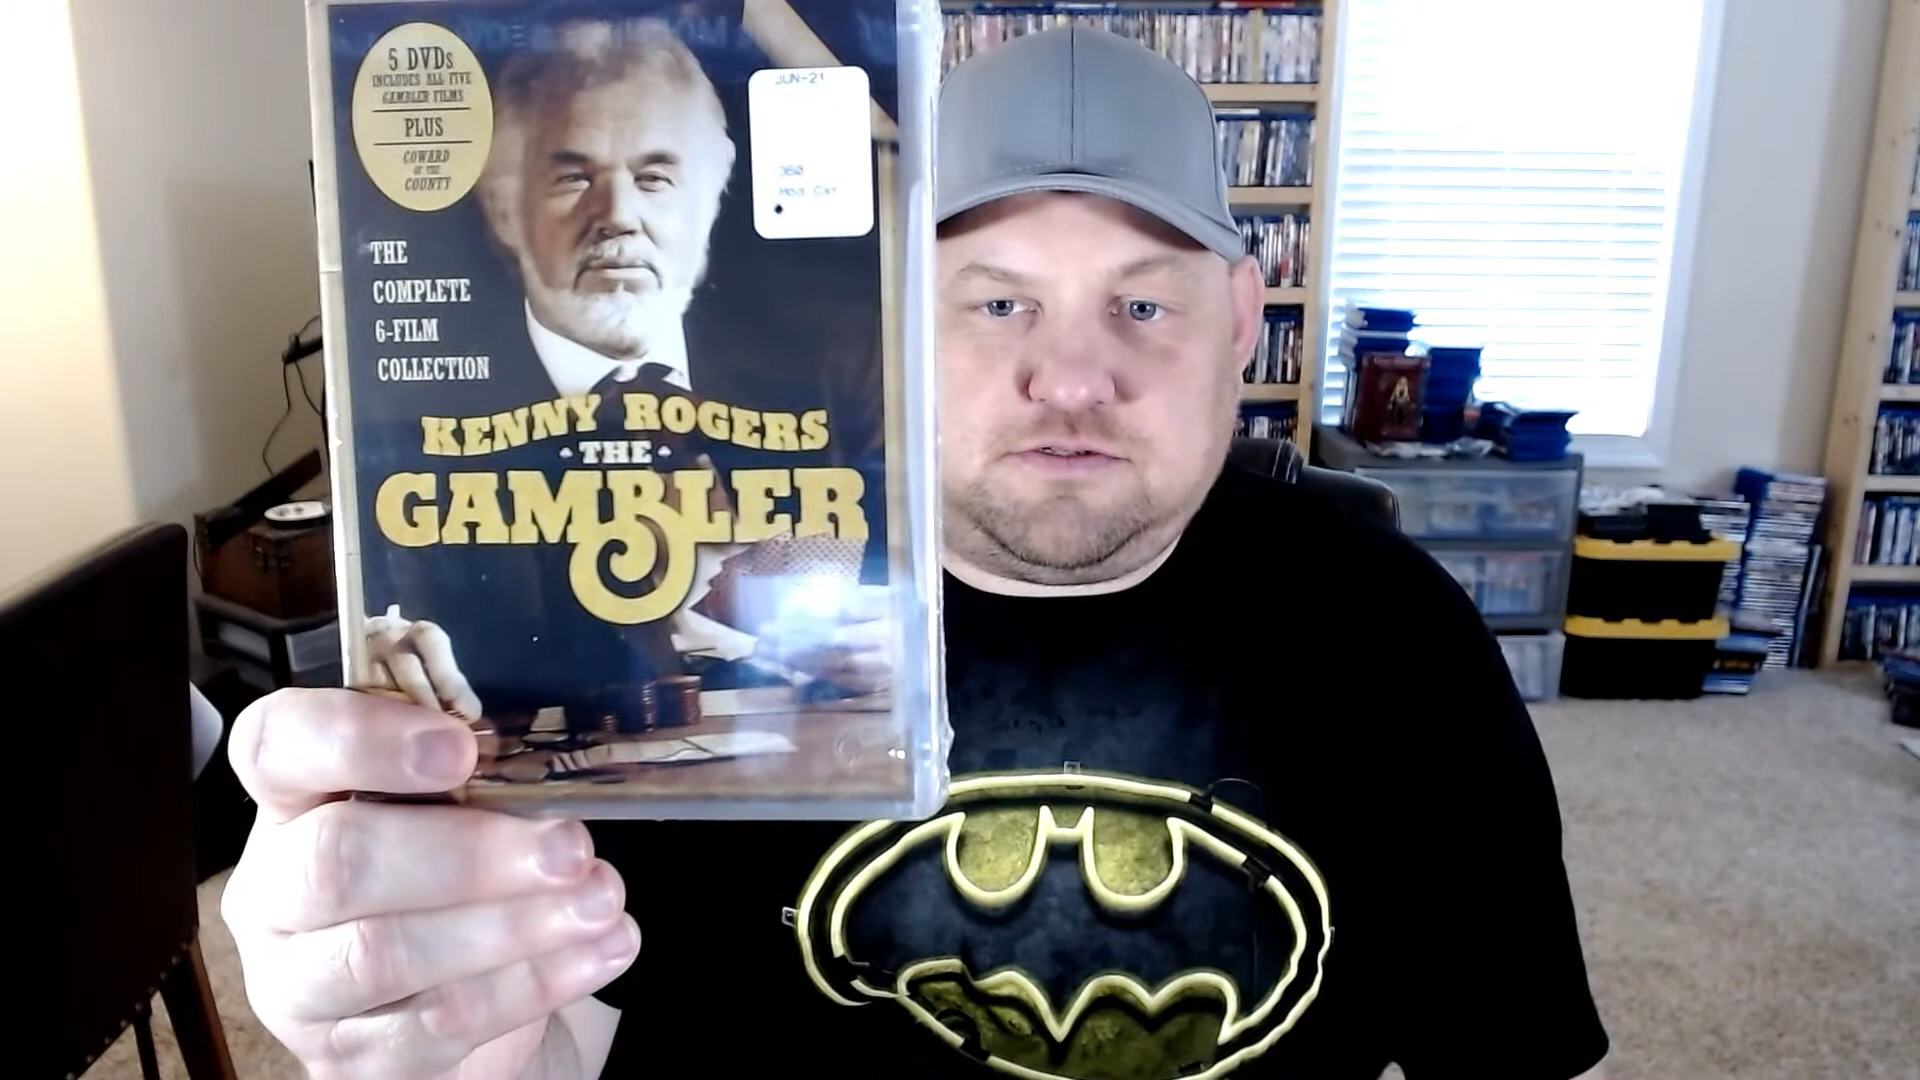 5 DVDs
INCLUDES ALL FIVE
GAMBLER FILMS
PLUS
COWARD
OF THE
COUNTY
JUN-21
360
Mod Cat
THE
COMPLETE
6-FILM
COLLECTION
KENNY ROGERS
THE
GAMBLER